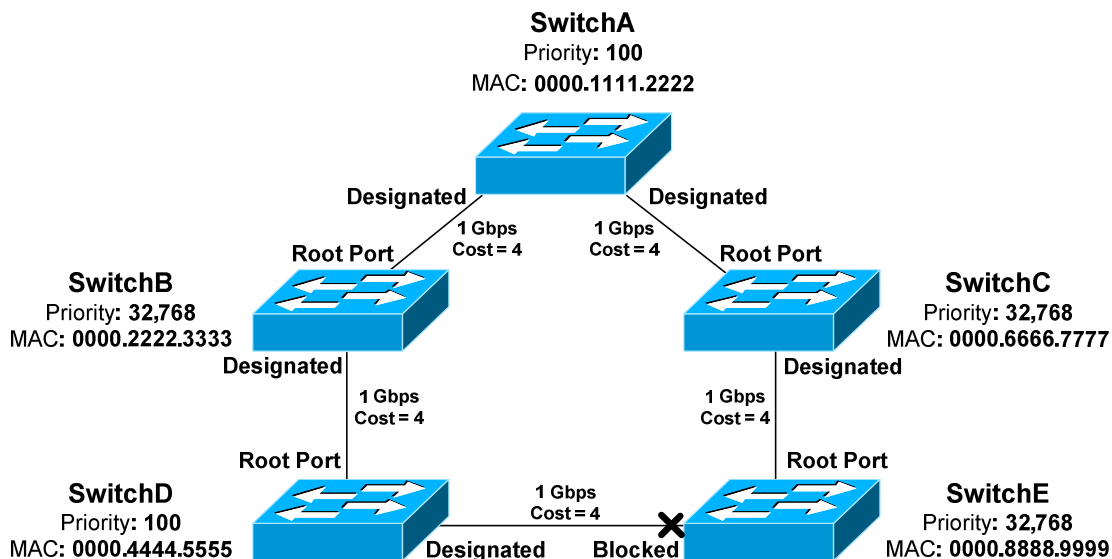 SwitchA
Priority: 100
MAC: 0000.1111.2222
Designated
Designated
1 Gbps
Cost = 4
1 Gbps
Cost = 4
Root Port
Root Port
SwitchB
Priority: 32,768
MAC: 0000.2222.3333
SwitchC
Priority: 32,768
MAC: 0000.6666.7777
Designated
Designated
1 Gbps
Cost = 4
1 Gbps
Cost = 4
Root Port
Root Port
SwitchD
Priority: 100
MAC: 0000.4444.5555
1 Gbps
Cost = 4
SwitchE
Priority: 32,768
MAC: 0000.8888.9999
Designated
Blocked